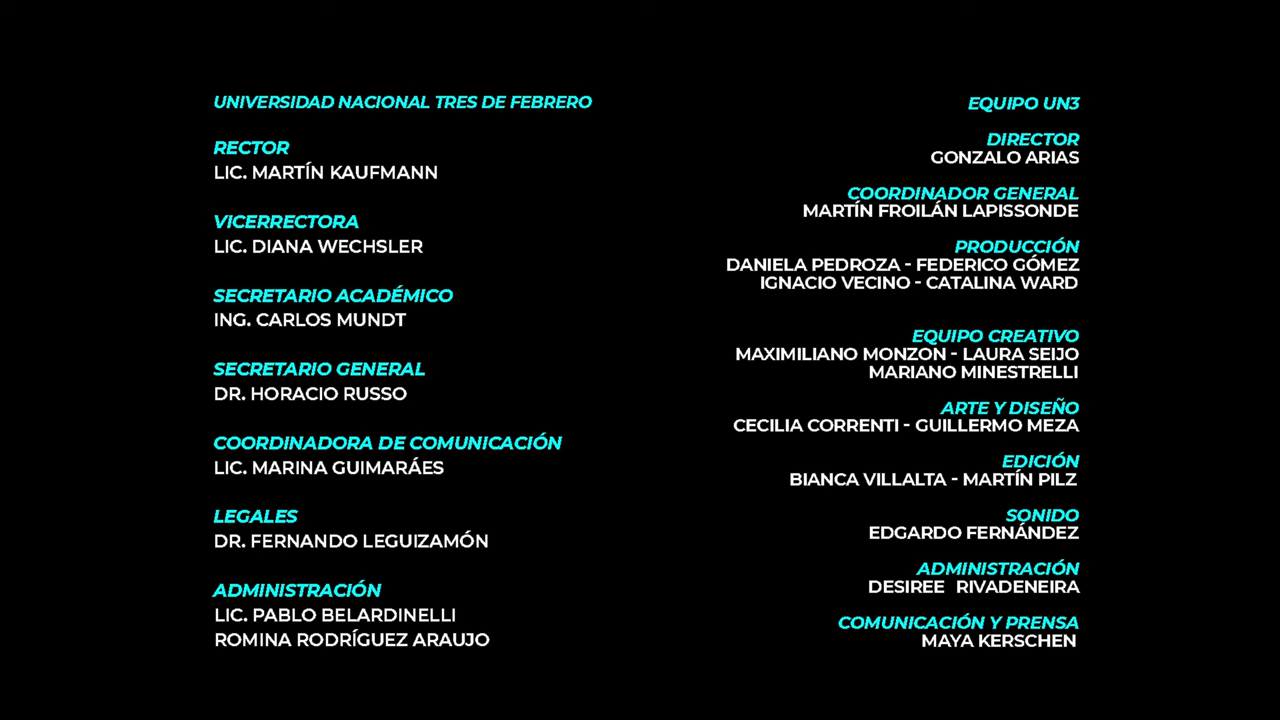 UNIVERSIDAD NACIONAL TRES DE FEBRERO
RECTOR
LIC. MARTÍN KAUFMANN
VICERRECTORA
LIC. DIANA WECHSLER
SECRETARIO ACADÉMICO
ING. CARLOS MUNDT
SECRETARIO GENERAL
DR. HORACIO RUSSO
COORDINADORA DE COMUNICACIÓN
LIC. MARINA GUIMARÁES
LEGALES
DR. FERNANDO LEGUIZAMÓN
ADMINISTRACIÓN
LIC. PABLO BELARDINELLI
ROMINA RODRÍGUEZ ARAUJO
EQUIPO UN3
DIRECTOR
GONZALO ARIAS
COORDINADOR GENERAL
MARTÍN FROILÁN LAPISSONDE
PRODUCCIÓN
DANIELA PEDROZA - FEDERICO GÓMEZ
IGNACIO VECINO - CATALINA WARD
EQUIPO CREATIVO
MAXIMILIANO MONZON - LAURA SEIJO
MARIANO MINESTRELLI
ARTE Y DISEÑO
CECILIA CORRENTI - GUILLERMO MEZA
EDICIÓN
BIANCA VILLALTA - MARTÍN PILZ
SONIDO
EDGARDO FERNÁNDEZ
ADMINISTRACIÓN
DESIREE RIVADENEIRA
COMUNICACIÓN Y PRENSA
MAYA KERSCHEN